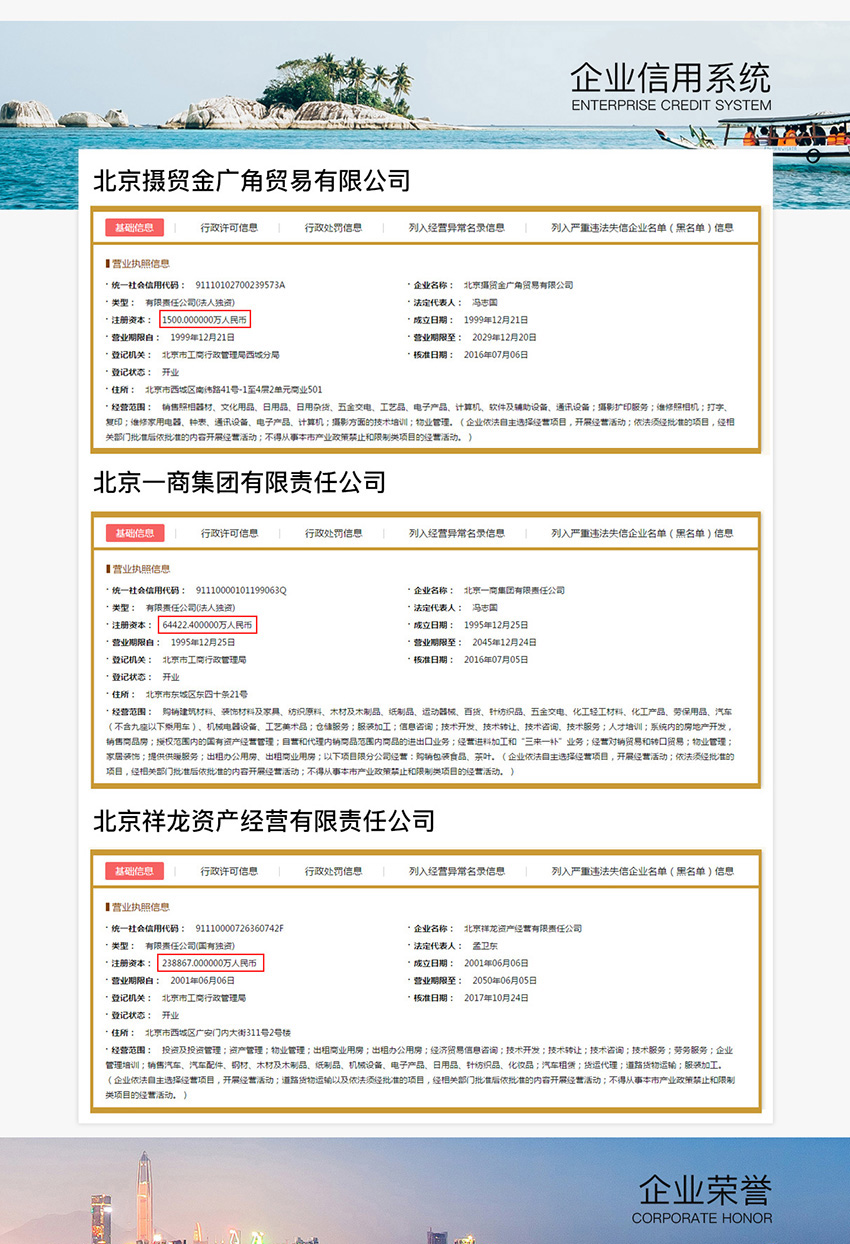 企业信用系统
ENTERPRISE CREDIT SYSTEM
北京摄贸金广角贸易有限公司
基础信息 | 行政许可信息 | 行政处罚信息 | 列入经营异常名录信息 | 列入严重违法失信企业名单（黑名单）信息
营业执照信息
· 统一社会信用代码： 91110102700239573A · 企业名称： 北京摄贸金广角贸易有限公司
· 类型： 有限责任公司(法人独资) · 法定代表人： 冯志国
· 注册资本： 1500.000000万人民币 · 成立日期： 1999年12月21日
· 营业期限自： 1999年12月21日 · 营业期限至： 2029年12月20日
· 登记机关： 北京市工商行政管理局西城分局 · 核准日期： 2016年07月06日
· 登记状态： 开业
· 住所： 北京市西城区南纬路41号-1至4层2单元商业501
· 经营范围： 销售照相器材、文化用品、日用品、日用杂货、五金交电、工艺品、电子产品、计算机、软件及辅助设备、通讯设备；摄影扩印服务；维修照相机；打字、
复印；维修家用电器、钟表、通讯设备、电子产品、计算机；摄影方面的技术培训；物业管理。（企业依法自主选择经营项目，开展经营活动；依法须经批准的项目，经相
关部门批准后依批准的内容开展经营活动；不得从事本市产业政策禁止和限制类项目的经营活动。）
北京一商集团有限责任公司
基础信息 | 行政许可信息 | 行政处罚信息 | 列入经营异常名录信息 | 列入严重违法失信企业名单（黑名单）信息
营业执照信息
· 统一社会信用代码： 91110000101199063Q · 企业名称： 北京一商集团有限责任公司
· 类型： 有限责任公司(法人独资) · 法定代表人： 冯志国
· 注册资本： 64422.400000万人民币 · 成立日期： 1995年12月25日
· 营业期限自： 1995年12月25日 · 营业期限至： 2045年12月24日
· 登记机关： 北京市工商行政管理局 · 核准日期： 2016年07月05日
· 登记状态： 开业
· 住所： 北京市东城区东四十条21号
· 经营范围： 购销建筑材料、装饰材料及家具、纺织原料、木材及木制品、纸制品、运动器械、百货、针纺织品、五金交电、化工轻工材料、化工产品、劳保用品、汽车
（不含九座以下乘用车）、机械电器设备、工艺美术品；仓储服务；服装加工；信息咨询；技术开发、技术转让、技术咨询、技术服务；人才培训；系统内的房地产开发，
销售商品房；授权范围内的国有资产经营管理；自营和代理内销商品范围内商品的进出口业务；经营进料加工和“三来一补”业务；经营对销贸易和转口贸易；物业管理；
家居装饰；提供供暖服务；出租办公用房、出租商业用房；以下项目限分公司经营：购销包装食品、茶叶。（企业依法自主选择经营项目，开展经营活动；依法须经批准的
项目，经相关部门批准后依批准的内容开展经营活动；不得从事本市产业政策禁止和限制类项目的经营活动。）
北京祥龙资产经营有限责任公司
基础信息 | 行政许可信息 | 行政处罚信息 | 列入经营异常名录信息 | 列入严重违法失信企业名单（黑名单）信息
营业执照信息
· 统一社会信用代码： 91110000726360742F · 企业名称： 北京祥龙资产经营有限责任公司
· 类型： 有限责任公司(国有独资) · 法定代表人： 孟卫东
· 注册资本： 238867.000000万人民币 · 成立日期： 2001年06月06日
· 营业期限自： 2001年06月06日 · 营业期限至： 2050年06月05日
· 登记机关： 北京市工商行政管理局 · 核准日期： 2017年10月24日
· 登记状态： 开业
· 住所： 北京市西城区广安门内大街311号2号楼
· 经营范围： 投资及投资管理；资产管理；物业管理；出租商业用房；出租办公用房；经济贸易信息咨询；技术开发；技术转让；技术咨询；技术服务；劳务服务；企业
管理培训；销售汽车、汽车配件、钢材、木材及木制品、纸制品、机械设备、电子产品、日用品、针纺织品、化妆品；汽车租赁；货运代理；道路货物运输；服装加工。
（企业依法自主选择经营项目，开展经营活动；道路货物运输以及依法须经批准的项目，经相关部门批准后依批准的内容开展经营活动；不得从事本市产业政策禁止和限制
类项目的经营活动。）
企业荣誉
CORPORATE HONOR